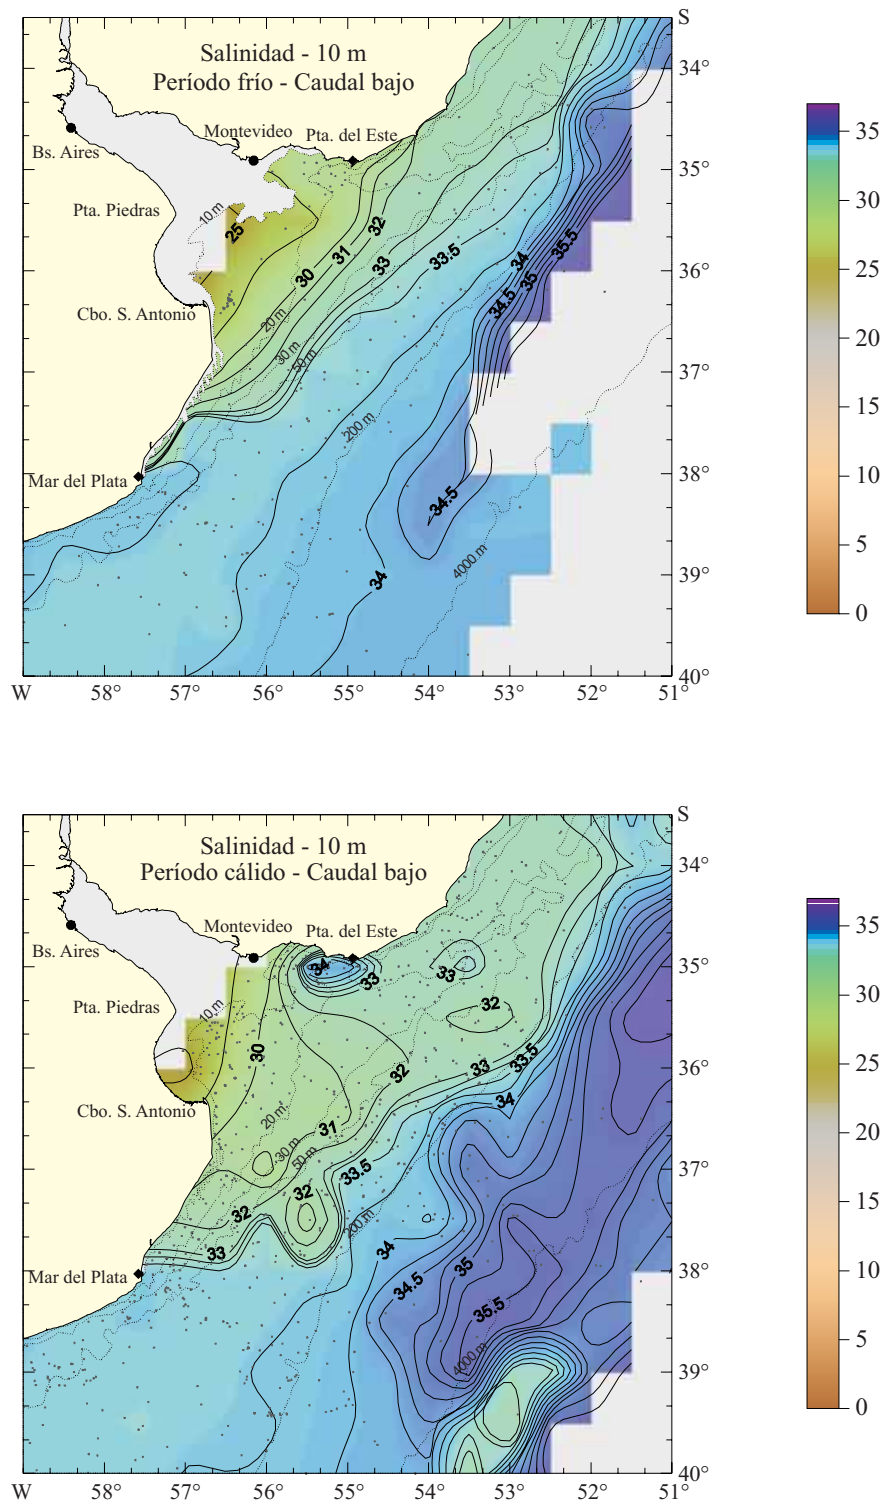 S
Salinidad - 10 m
Período frío - Caudal bajo
34°
35
Montevideo
Pta. del Este
Bs. Aires
35°
30
Pta. Piedras
10 m
25
32
31
33
33.5
34
35.5
35
34.5
36°
25
30
Cbo. S. Antonio
20 m
20
30 m
50 m
37°
15
200 m
38°
Mar del Plata
10
34.5
4000 m
5
34
39°
0
40°
W
58°
57°
56°
55°
54°
53°
52°
51°
S
Salinidad - 10 m
Período cálido - Caudal bajo
34°
35
Montevideo
Pta. del Este
Bs. Aires
34
33
33
35°
30
Pta. Piedras
10 m
32
30
32
33
33.5
36°
25
34
Cbo. S. Antonio
20 m
31
20
30 m
50 m
33.5
37°
32
32
15
200 m
33
34
38°
Mar del Plata
35
34.5
10
35.5
4000 m
39°
5
0
40°
W
58°
57°
56°
55°
54°
53°
52°
51°